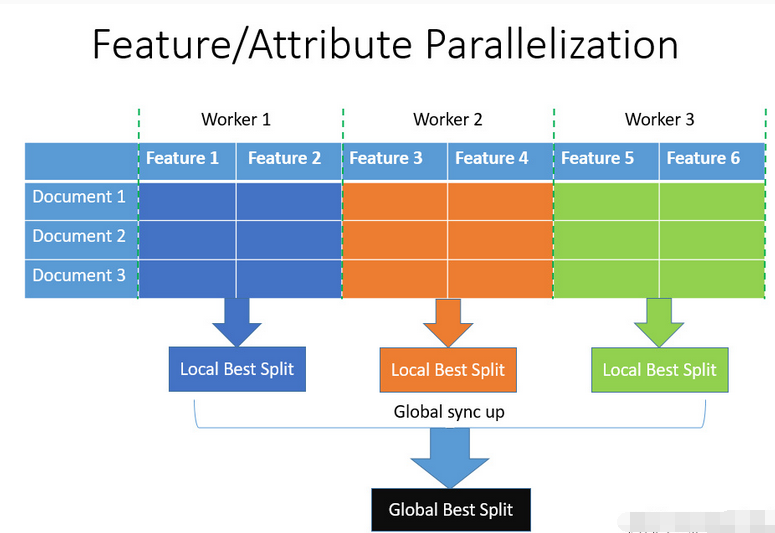 Feature/Attribute Parallelization
Worker 1 Worker 2 Worker 3
Feature 1 Feature 2 Feature 3 Feature 4 Feature 5 Feature 6
Document 1
Document 2
Document 3
Local Best Split Local Best Split Local Best Split
Global sync up
Global Best Split